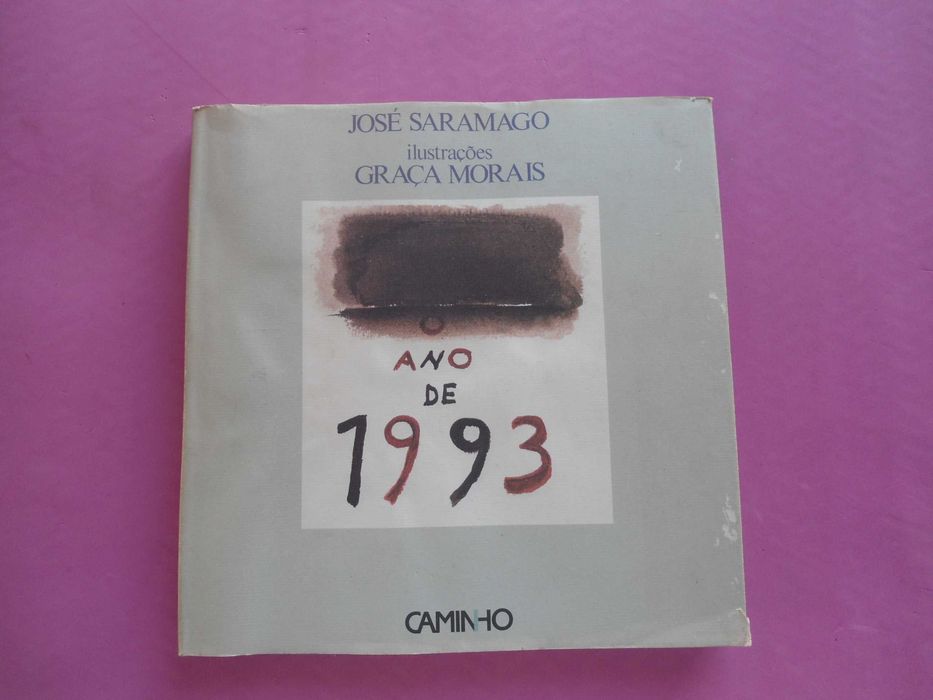 JOSÉ SARAMAGO
ilustrações
GRAÇA MORAIS
O
ANO
DE
1993
CAMINHO